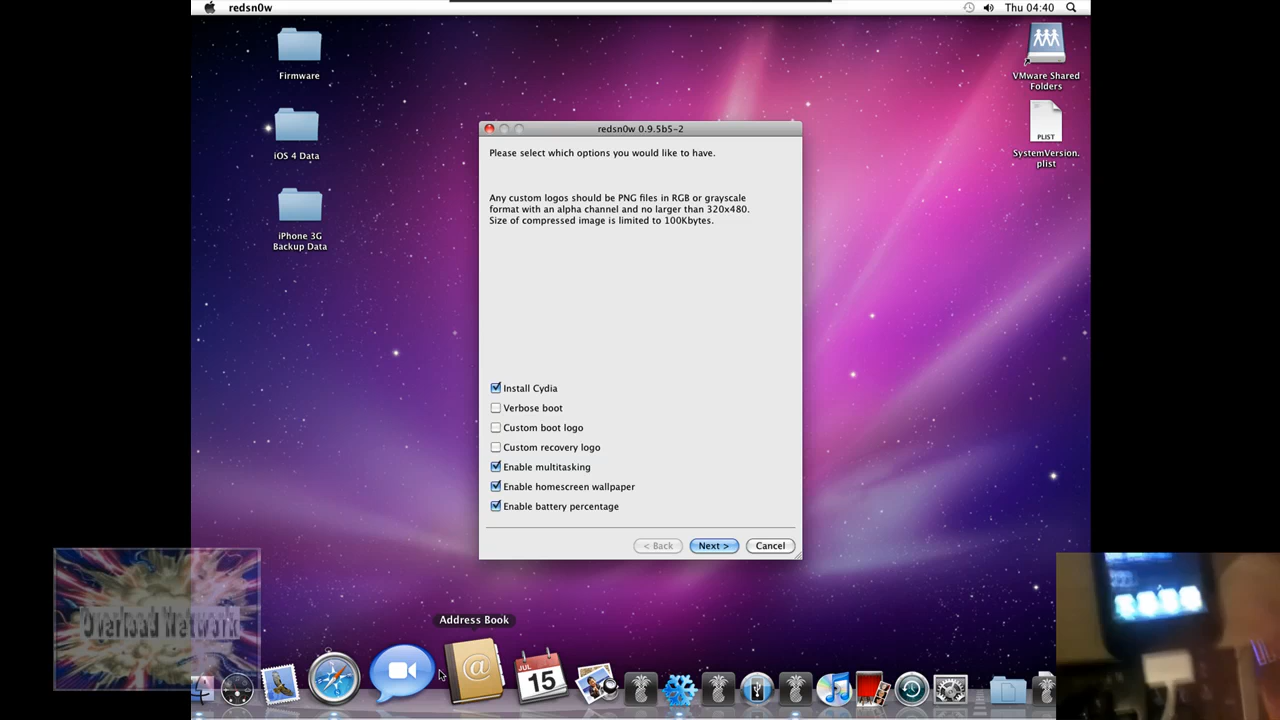 redsn0w
Thu 04:40
Firmware
iOS 4 Data
iPhone 3G
Backup Data
VMware Shared
Folders
PLIST
SystemVersion.
plist
redsn0w 0.9.5b5-2
Please select which options you would like to have.
Any custom logos should be PNG files in RGB or grayscale
format with an alpha channel and no larger than 320x480.
Size of compressed image is limited to 100Kbytes.
Install Cydia
Verbose boot
Custom boot logo
Custom recovery logo
Enable multitasking
Enable homescreen wallpaper
Enable battery percentage
< Back
Next >
Cancel
Overload Network
Address Book
@
JUL
15